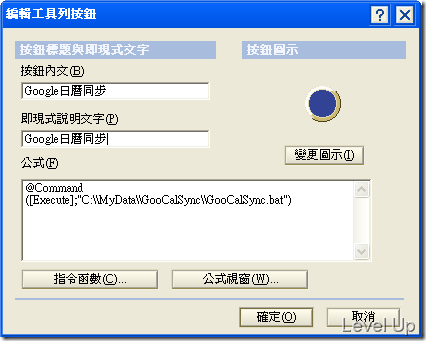 編輯工具列按鈕
按鈕標題與即現式文字
按鈕圖示
按鈕內文(B)
Google日曆同步
即現式說明文字(P)
Google日曆同步
變更圖示(I)
公式(F)
@Command
([Execute];"C:\\MyData\\GooCalSync\\GooCalSync.bat")
指令函數(C)...
公式視窗(W)...
確定(O)
取消
Level Up